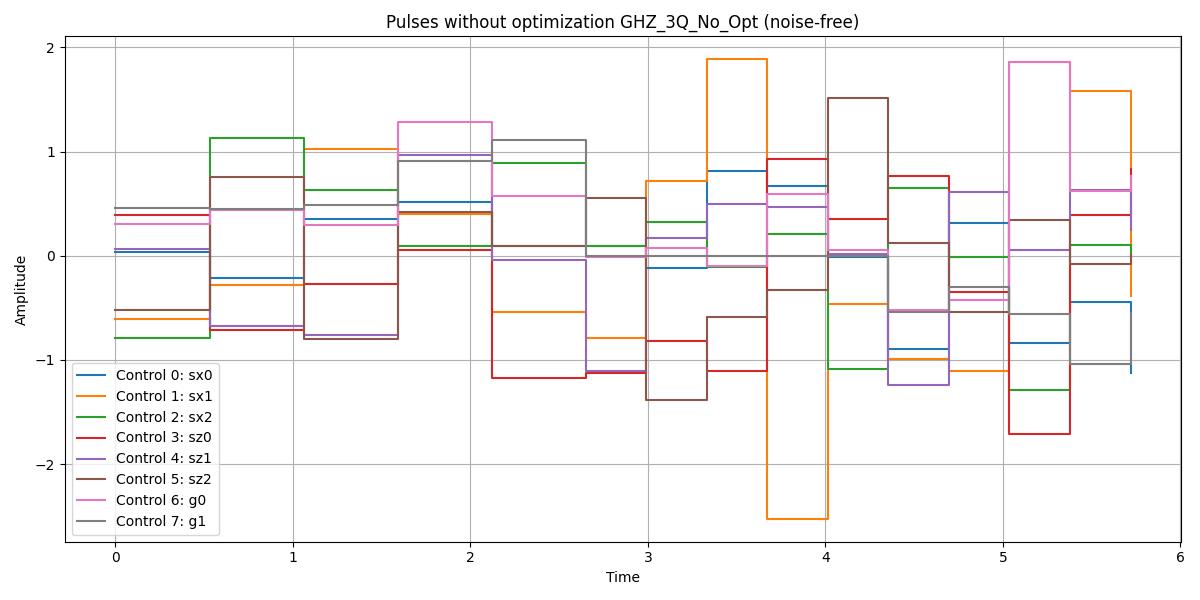 Pulses without optimization GHZ_3Q_No_Opt (noise-free)
2
1
0
−1
−2
Amplitude
Control 0: sx0
Control 1: sx1
Control 2: sx2
Control 3: sz0
Control 4: sz1
Control 5: sz2
Control 6: g0
Control 7: g1
0 1 2 3 4 5 6
Time